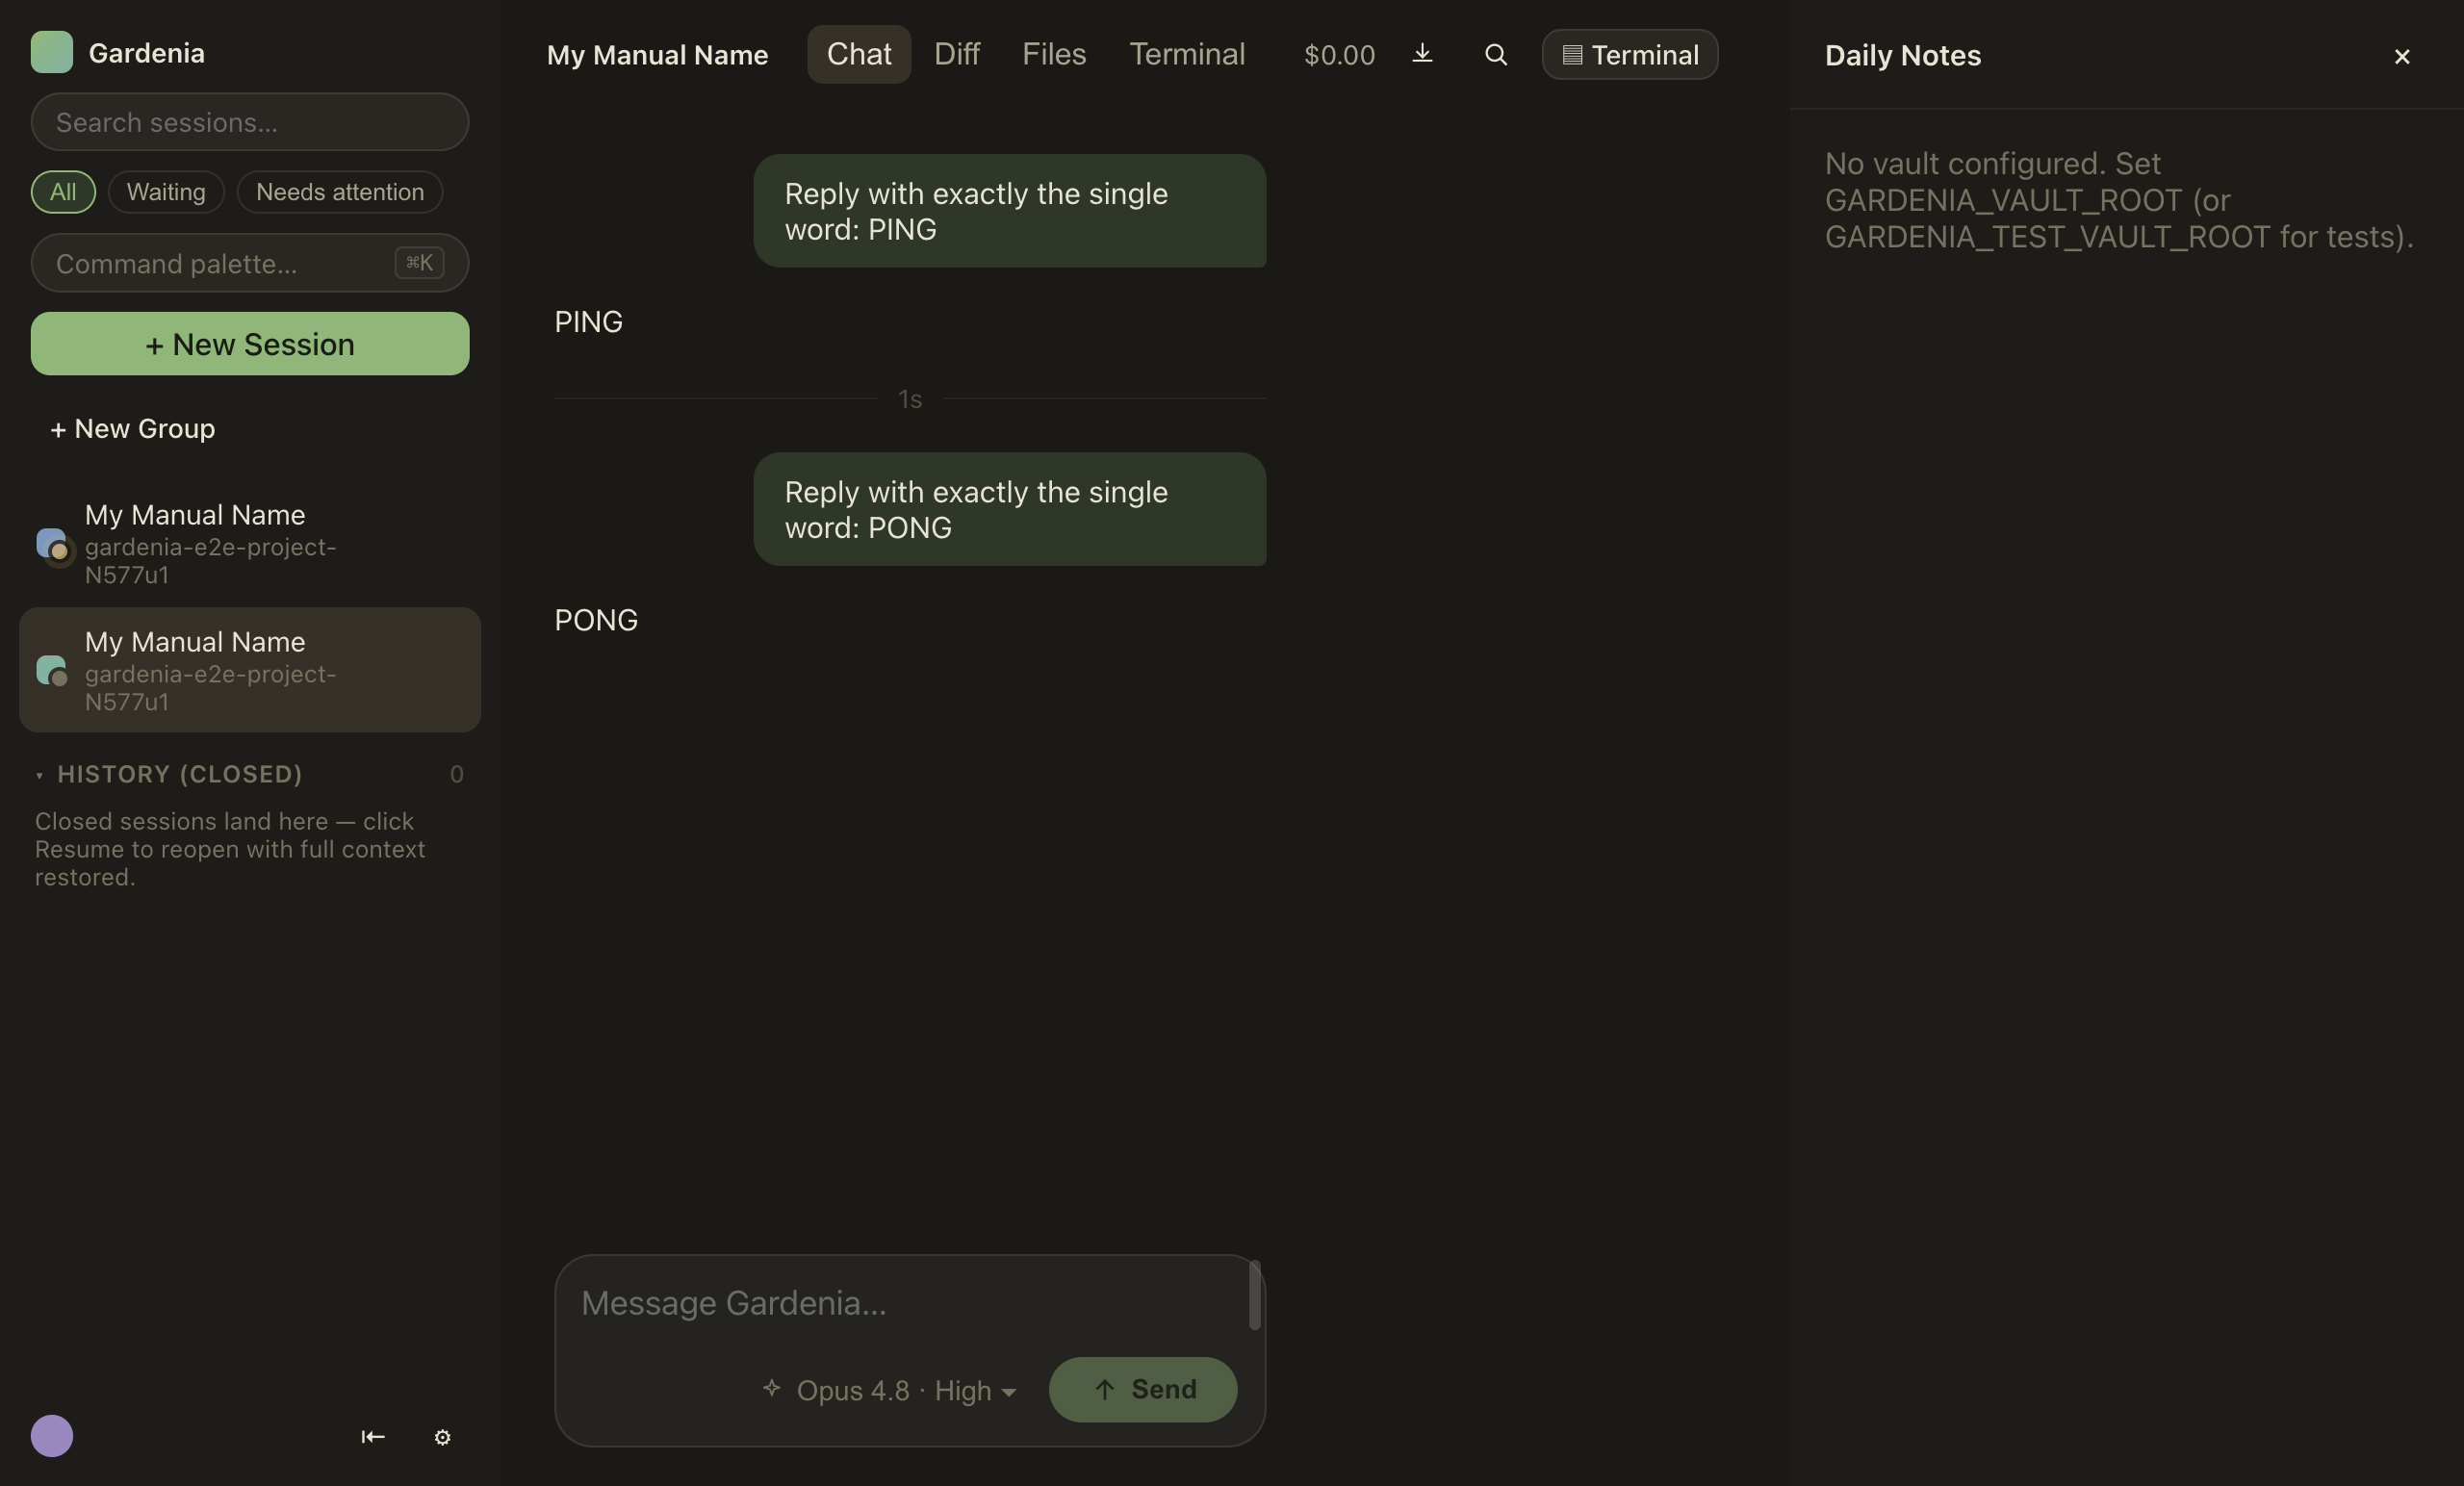 Gardenia
Search sessions...
All
Waiting
Needs attention
Command palette...
⌘K
+ New Session
+ New Group
My Manual Name
gardenia-e2e-project-
N577u1
My Manual Name
gardenia-e2e-project-
N577u1
HISTORY (CLOSED)
0
Closed sessions land here — click
Resume to reopen with full context
restored.
My Manual Name
Chat
Diff
Files
Terminal
$0.00
Terminal
Reply with exactly the single
word: PING
PING
1s
Reply with exactly the single
word: PONG
PONG
Message Gardenia...
Opus 4.8 · High
Send
Daily Notes
No vault configured. Set
GARDENIA_VAULT_ROOT (or
GARDENIA_TEST_VAULT_ROOT for tests).